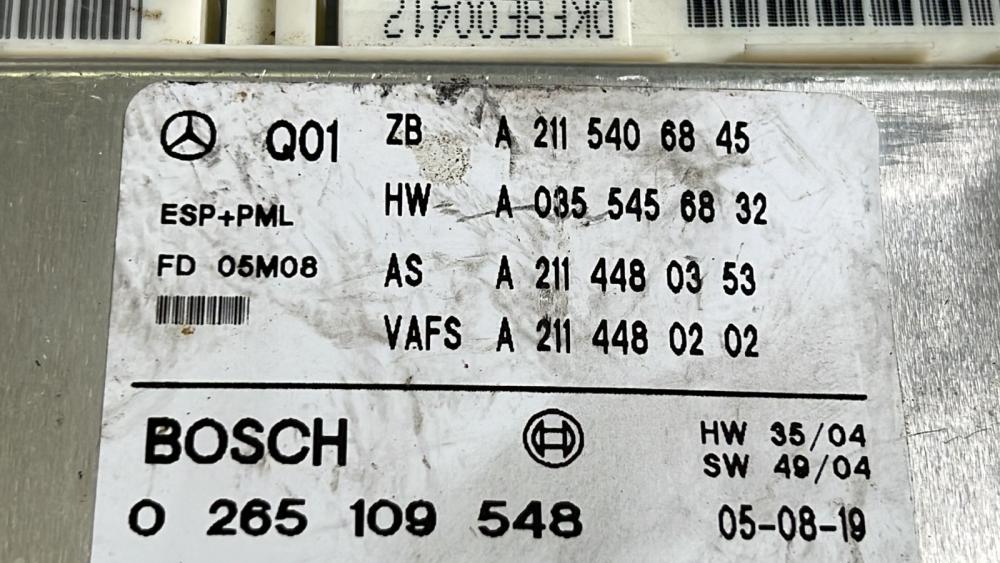 DKF8E00412
Q01
ZB A 211 540 68 45
HW A 035 545 68 32
ESP+PML
FD 05M08
AS A 211 448 03 53
VAFS A 211 448 02 02
BOSCH
HW 35/04
SW 49/04
0 265 109 548
05-08-19